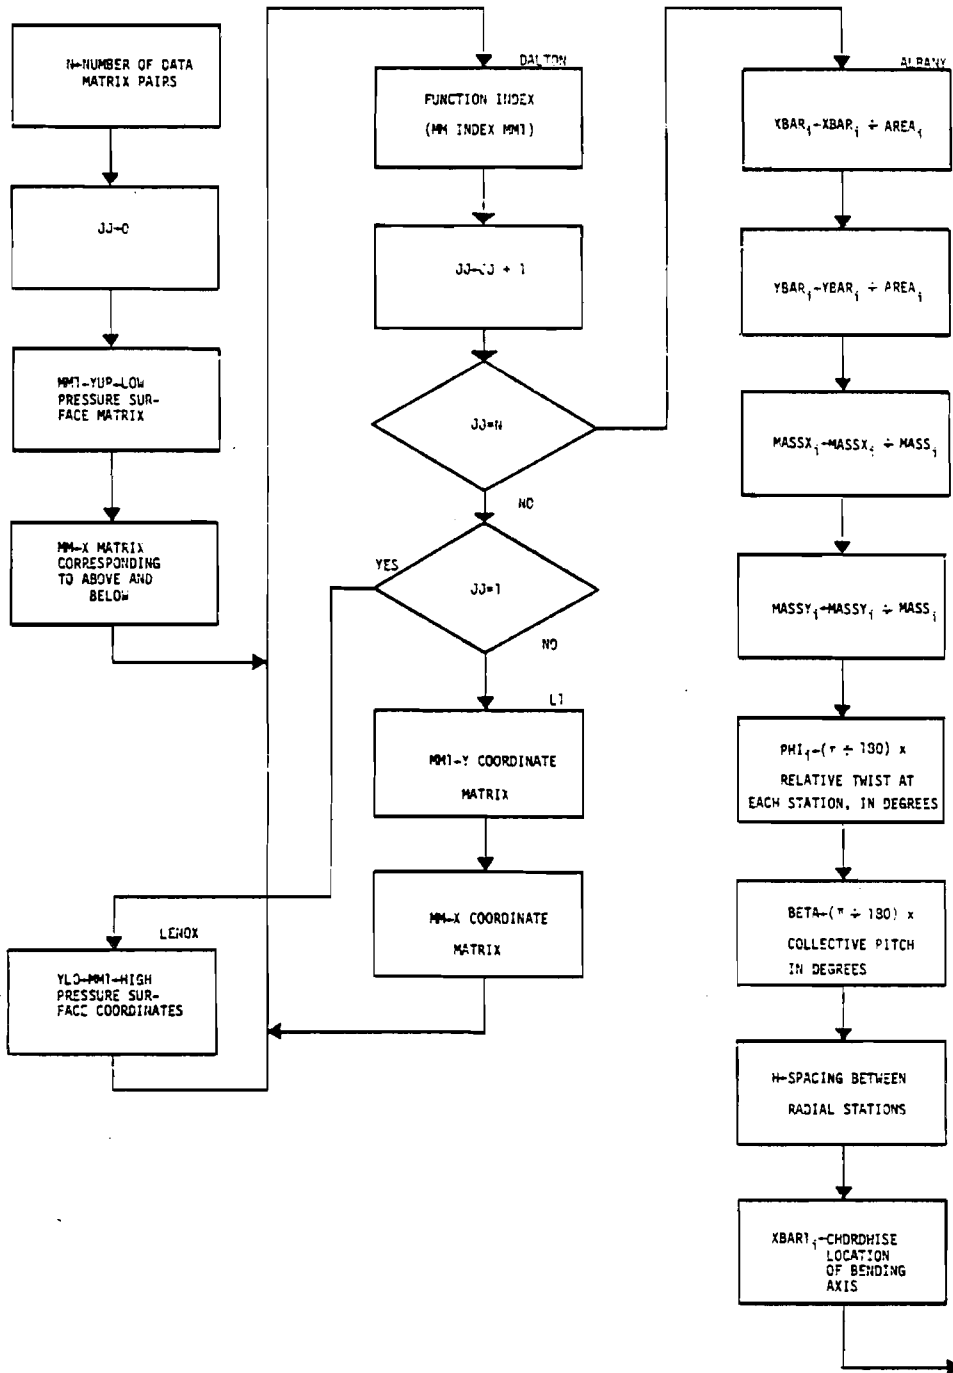 N←NUMBER OF DATA
MATRIX PAIRS
JJ←0
MM1←YUP←LOW
PRESSURE SUR-
FACE MATRIX
MM←X MATRIX
CORRESPONDING
TO ABOVE AND
BELOW
LENOX
YLO←MM1←HIGH
PRESSURE SUR-
FACE COORDINATES
DALTON
FUNCTION INDEX
(MM INDEX MM1)
JJ←JJ + 1
JJ=N
NO
YES
JJ=1
NO
L1
MM1←Y COORDINATE
MATRIX
MM←X COORDINATE
MATRIX
ALBANY
XBARᵢ←XBARᵢ ÷ AREAᵢ
YBARᵢ←YBARᵢ ÷ AREAᵢ
MASSXᵢ←MASSXᵢ ÷ MASSᵢ
MASSYᵢ←MASSYᵢ ÷ MASSᵢ
PHIᵢ←(π ÷ 180) x
RELATIVE TWIST AT
EACH STATION, IN DEGREES
BETA←(π ÷ 180) x
COLLECTIVE PITCH
IN DEGREES
H←SPACING BETWEEN
RADIAL STATIONS
XBAR1ᵢ←CHORDWISE
LOCATION
OF BENDING
AXIS